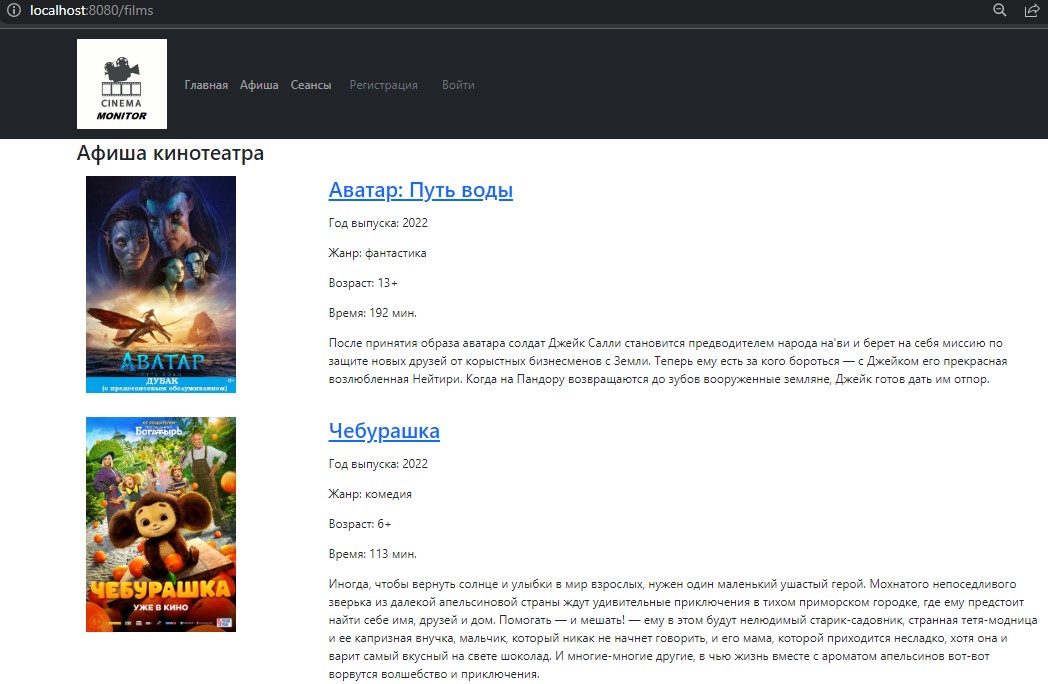 localhost:8080/films
CINEMA
MONITOR
Главная Афиша Сеансы Регистрация Войти
Афиша кинотеатра
АВАТАР
ПУТЬ ВОДЫ
ДУБАК
(с предсеансовым обслуживанием)
Аватар: Путь воды
Год выпуска: 2022
Жанр: фантастика
Возраст: 13+
Время: 192 мин.
После принятия образа аватара солдат Джейк Салли становится предводителем народа на'ви и берет на себя миссию по
защите новых друзей от корыстных бизнесменов с Земли. Теперь ему есть за кого бороться — с Джейком его прекрасная
возлюбленная Нейтири. Когда на Пандору возвращаются до зубов вооруженные земляне, Джек готов дать им отпор.
Богатырь
ЧЕБУРАШКА
УЖЕ В КИНО
Чебурашка
Год выпуска: 2022
Жанр: комедия
Возраст: 6+
Время: 113 мин.
Иногда, чтобы вернуть солнце и улыбки в мир взрослых, нужен один маленький ушастый герой. Мохнатого непоседливого
зверька из далекой апельсиновой страны ждут удивительные приключения в тихом приморском городке, где ему предстоит
найти себе имя, друзей и дом. Помогать — и мешать! — ему в этом будут нелюдимый старик-садовник, странная тетя-модница
и ее капризная внучка, мальчик, который никак не начнет говорить, и его мама, которой приходится несладко, хотя она и
варит самый вкусный на свете шоколад. И многие-многие другие, в чью жизнь вместе с ароматом апельсинов вот-вот
ворвутся волшебство и приключения.